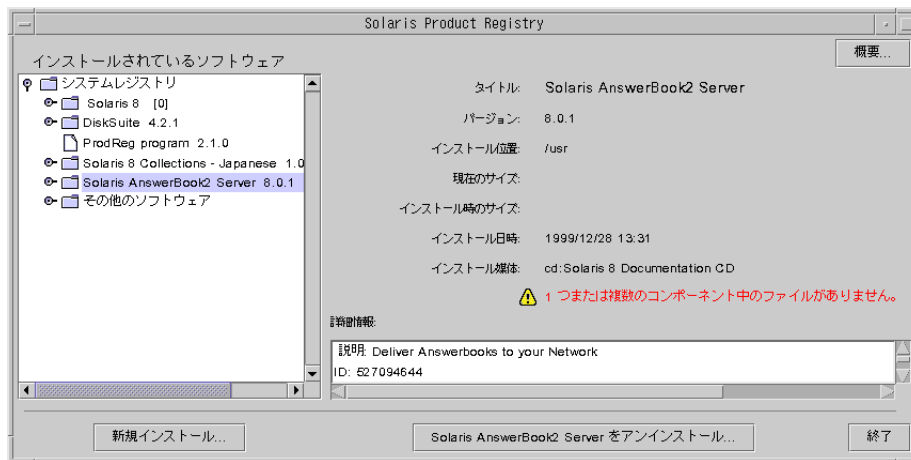 Solaris Product Registry
インストールされているソフトウェア
概要...
システムレジストリ
Solaris 8 [0]
DiskSuite 4.2.1
ProdReg program 2.1.0
Solaris 8 Collections - Japanese 1.0
Solaris AnswerBook2 Server 8.0.1
その他のソフトウェア
タイトル: Solaris AnswerBook2 Server
バージョン: 8.0.1
インストール位置: /usr
現在のサイズ:
インストール時のサイズ:
インストール日時: 1999/12/28 13:31
インストール媒体: cd:Solaris 8 Documentation CD
1 つまたは複数のコンポーネント中のファイルがありません。
詳細情報:
説明: Deliver Answerbooks to your Network
ID: 527094644
新規インストール...
Solaris AnswerBook2 Server をアンインストール...
終了